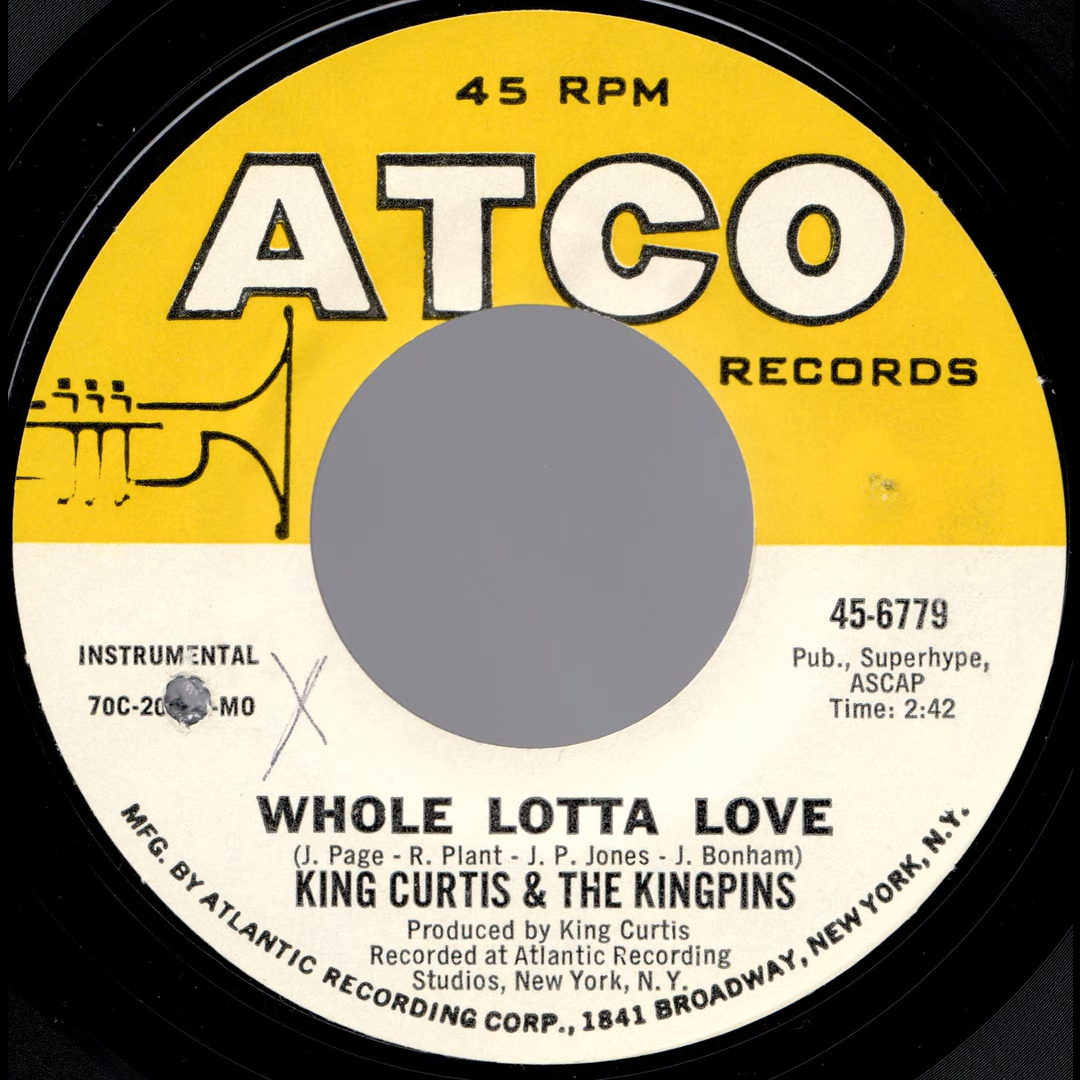 45 RPM
ATCO
RECORDS
45-6779
INSTRUMENTAL
Pub., Superhype,
ASCAP
Time: 2:42
X
WHOLE LOTTA LOVE
(J. Page - R. Plant - J. P. Jones - J. Bonham)
KING CURTIS & THE KINGPINS
Produced by King Curtis
Recorded at Atlantic Recording
Studios, New York, N. Y.
MFG. BY ATLANTIC RECORDING CORP., 1841 BROADWAY, NEW YORK, N.Y.